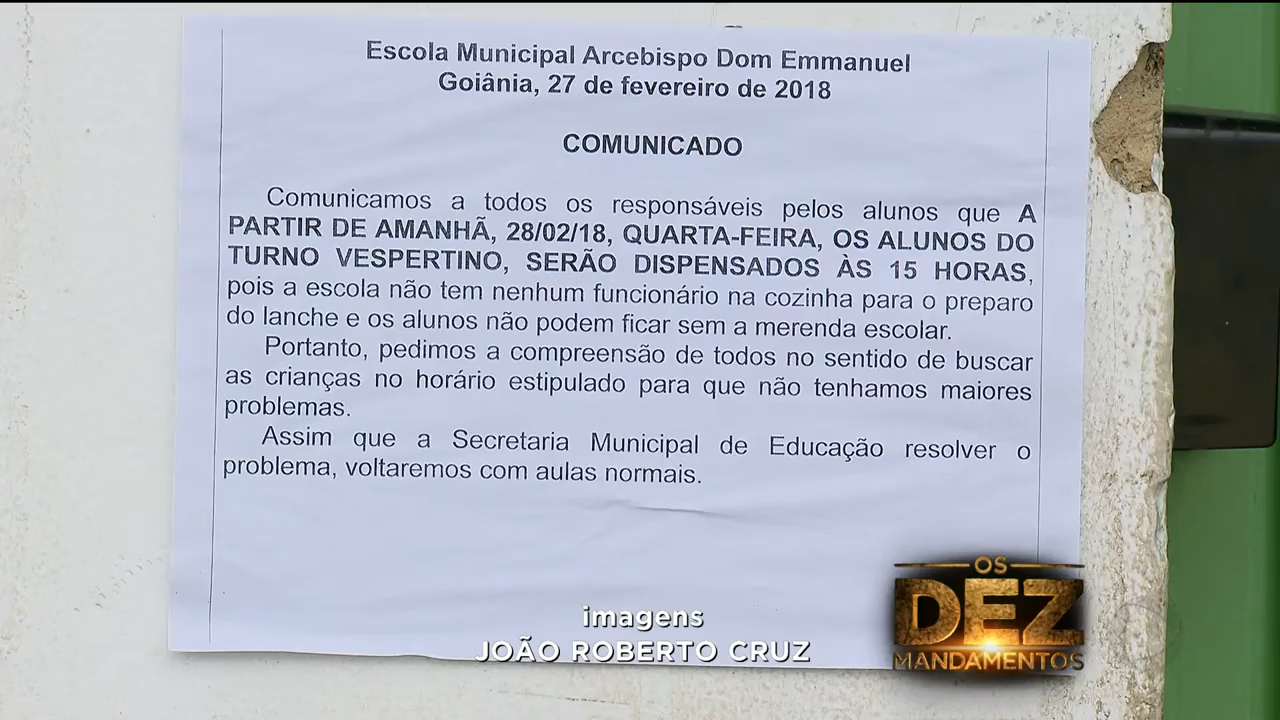 Escola Municipal Arcebispo Dom Emmanuel
Goiânia, 27 de fevereiro de 2018
COMUNICADO
Comunicamos a todos os responsáveis pelos alunos que A
PARTIR DE AMANHÃ, 28/02/18, QUARTA-FEIRA, OS ALUNOS DO
TURNO VESPERTINO, SERÃO DISPENSADOS ÀS 15 HORAS,
pois a escola não tem nenhum funcionário na cozinha para o preparo
do lanche e os alunos não podem ficar sem a merenda escolar.
Portanto, pedimos a compreensão de todos no sentido de buscar
as crianças no horário estipulado para que não tenhamos maiores
problemas.
Assim que a Secretaria Municipal de Educação resolver o
problema, voltaremos com aulas normais.
imagens
JOÃO ROBERTO CRUZ
OS
DEZ
MANDAMENTOS